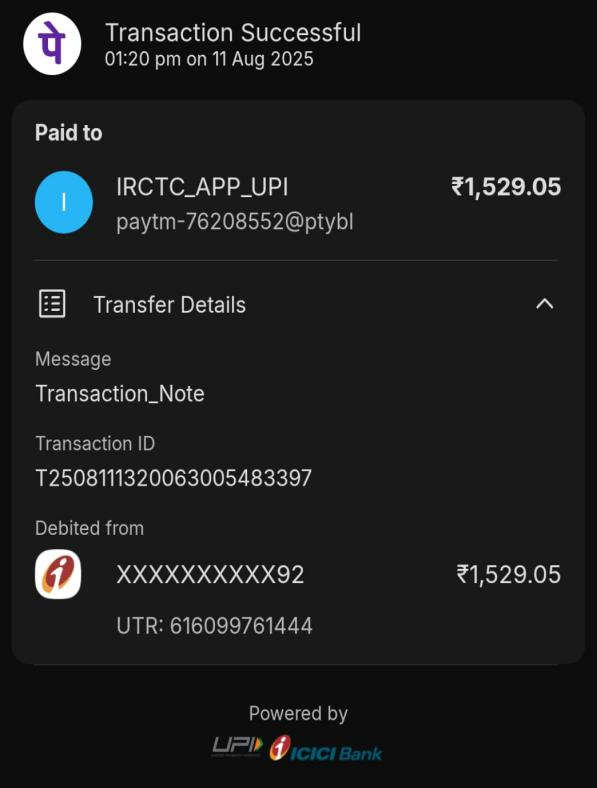 पे
Transaction Successful
01:20 pm on 11 Aug 2025
Paid to
I
IRCTC_APP_UPI
₹1,529.05
paytm-76208552@ptybl
Transfer Details
Message
Transaction_Note
Transaction ID
T2508111320063005483397
Debited from
XXXXXXXXXX92
₹1,529.05
UTR: 616099761444
Powered by
UPI ICICI Bank